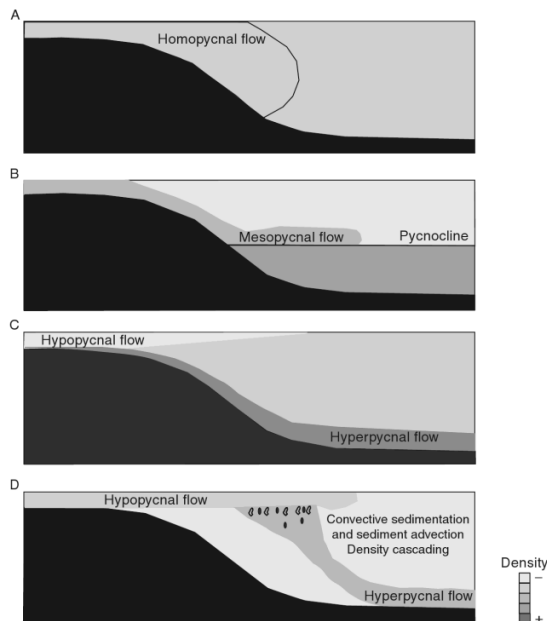 A
Homopycnal flow
B
Mesopycnal flow
Pycnocline
C
Hypopycnal flow
Hyperpycnal flow
D
Hypopycnal flow
Convective sedimentation
and sediment advection
Density cascading
Hyperpycnal flow
Density
−
+